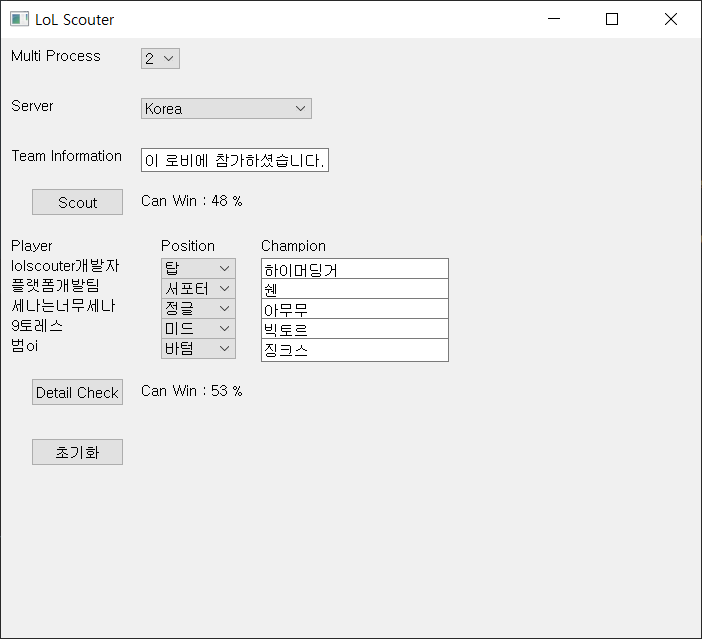 LoL Scouter
Multi Process 2
Server Korea
Team Information 이 로비에 참가하셨습니다.
Scout Can Win : 48 %
Player Position Champion
lolscouter개발자 탑 하이머딩거
플랫폼개발팀 서포터 쉔
세나는너무세나 정글 아무무
9토레스 미드 빅토르
범oi 바텀 징크스
Detail Check Can Win : 53 %
초기화